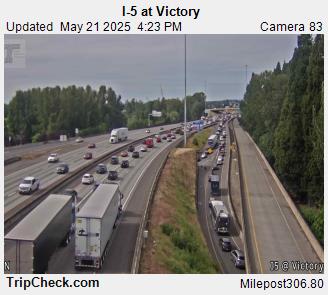 I-5 at Victory
Updated May 21 2025 4:23 PM Camera 83
N I5 @ Victory
TripCheck.com Milepost306.80